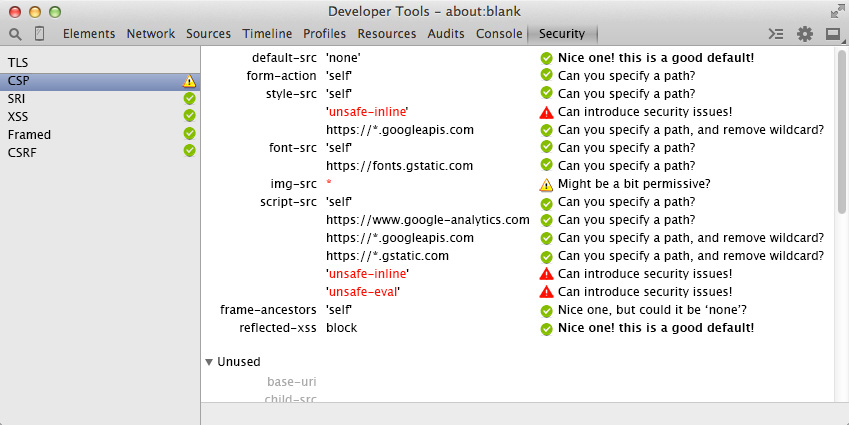 Developer Tools – about:blank
Elements Network Sources Timeline Profiles Resources Audits Console Security
TLS
CSP
SRI
XSS
Framed
CSRF
default-src 'none' Nice one! this is a good default!
form-action 'self' Can you specify a path?
style-src 'self' Can you specify a path?
'unsafe-inline' Can introduce security issues!
https://*.googleapis.com Can you specify a path, and remove wildcard?
font-src 'self' Can you specify a path?
https://fonts.gstatic.com Can you specify a path?
img-src * Might be a bit permissive?
script-src 'self' Can you specify a path?
https://www.google-analytics.com Can you specify a path?
https://*.googleapis.com Can you specify a path, and remove wildcard?
https://*.gstatic.com Can you specify a path, and remove wildcard?
'unsafe-inline' Can introduce security issues!
'unsafe-eval' Can introduce security issues!
frame-ancestors 'self' Nice one, but could it be ‘none’?
reflected-xss block Nice one! this is a good default!
Unused
base-uri
child-src